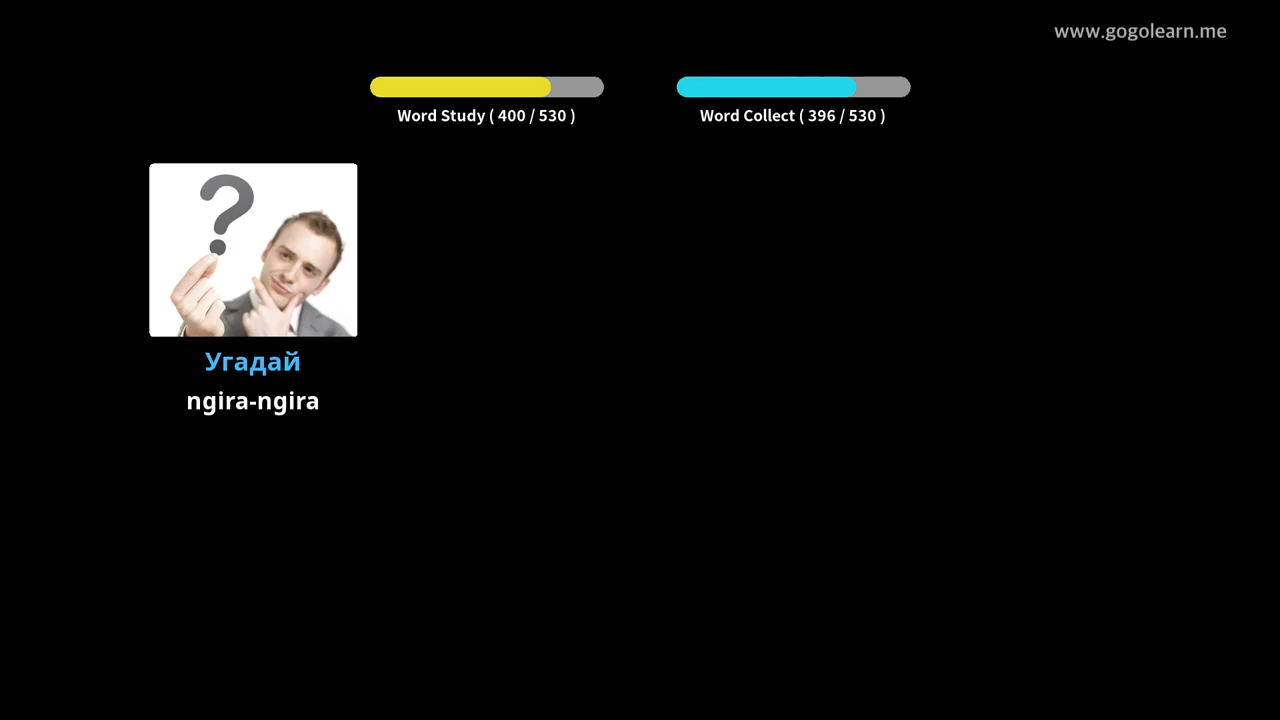 www.gogolearn.me
Word Study ( 400 / 530 )
Word Collect ( 396 / 530 )
?
Угадай
ngira-ngira